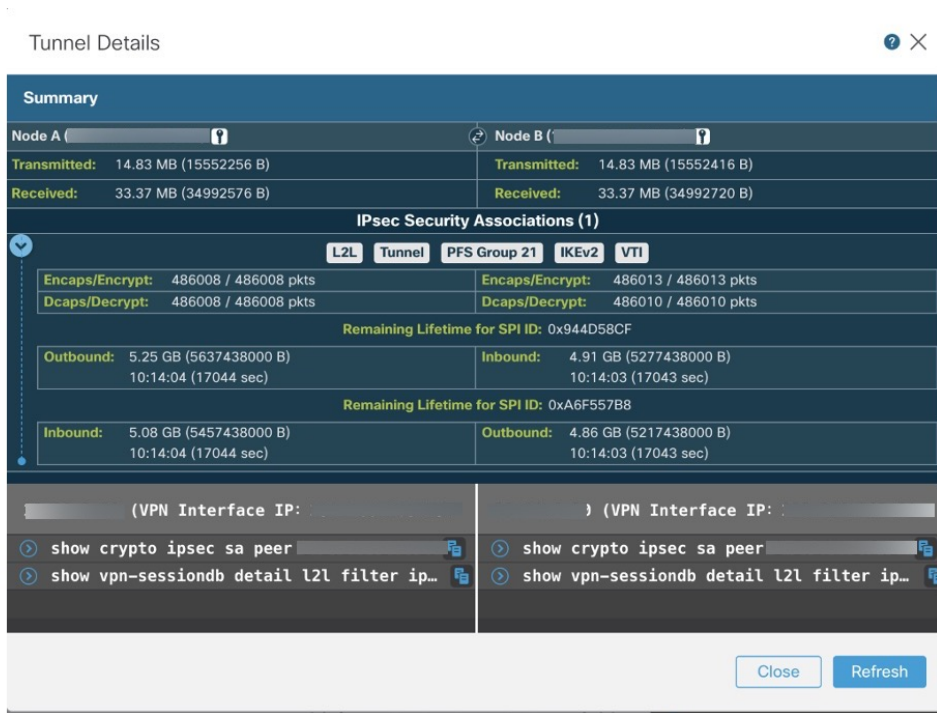 Tunnel Details
Summary
Node A (
Node B (
Transmitted: 14.83 MB (15552256 B)
Transmitted: 14.83 MB (15552416 B)
Received: 33.37 MB (34992576 B)
Received: 33.37 MB (34992720 B)
IPsec Security Associations (1)
L2L Tunnel PFS Group 21 IKEv2 VTI
Encaps/Encrypt: 486008 / 486008 pkts
Encaps/Encrypt: 486013 / 486013 pkts
Dcaps/Decrypt: 486008 / 486008 pkts
Dcaps/Decrypt: 486010 / 486010 pkts
Remaining Lifetime for SPI ID: 0x944D58CF
Outbound: 5.25 GB (5637438000 B)
10:14:04 (17044 sec)
Inbound: 4.91 GB (5277438000 B)
10:14:03 (17043 sec)
Remaining Lifetime for SPI ID: 0xA6F557B8
Inbound: 5.08 GB (5457438000 B)
10:14:04 (17044 sec)
Outbound: 4.86 GB (5217438000 B)
10:14:03 (17043 sec)
(VPN Interface IP:
) (VPN Interface IP:
show crypto ipsec sa peer
show crypto ipsec sa peer
show vpn-sessiondb detail l2l filter ip…
show vpn-sessiondb detail l2l filter ip…
Close
Refresh